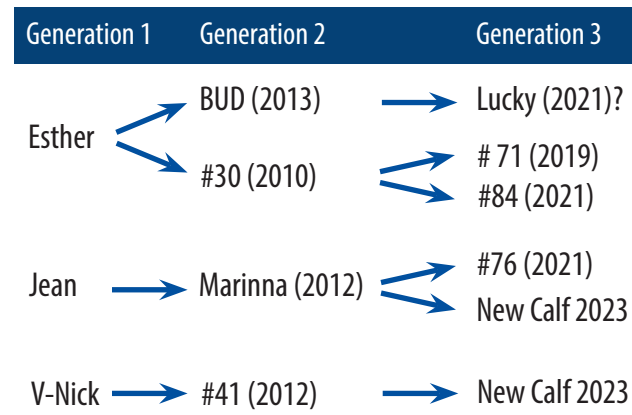 Generation 1 Generation 2 Generation 3
BUD (2013) Lucky (2021)?
Esther
#30 (2010)
# 71 (2019)
#84 (2021)
Jean Marinna (2012)
#76 (2021)
New Calf 2023
V-Nick #41 (2012) New Calf 2023